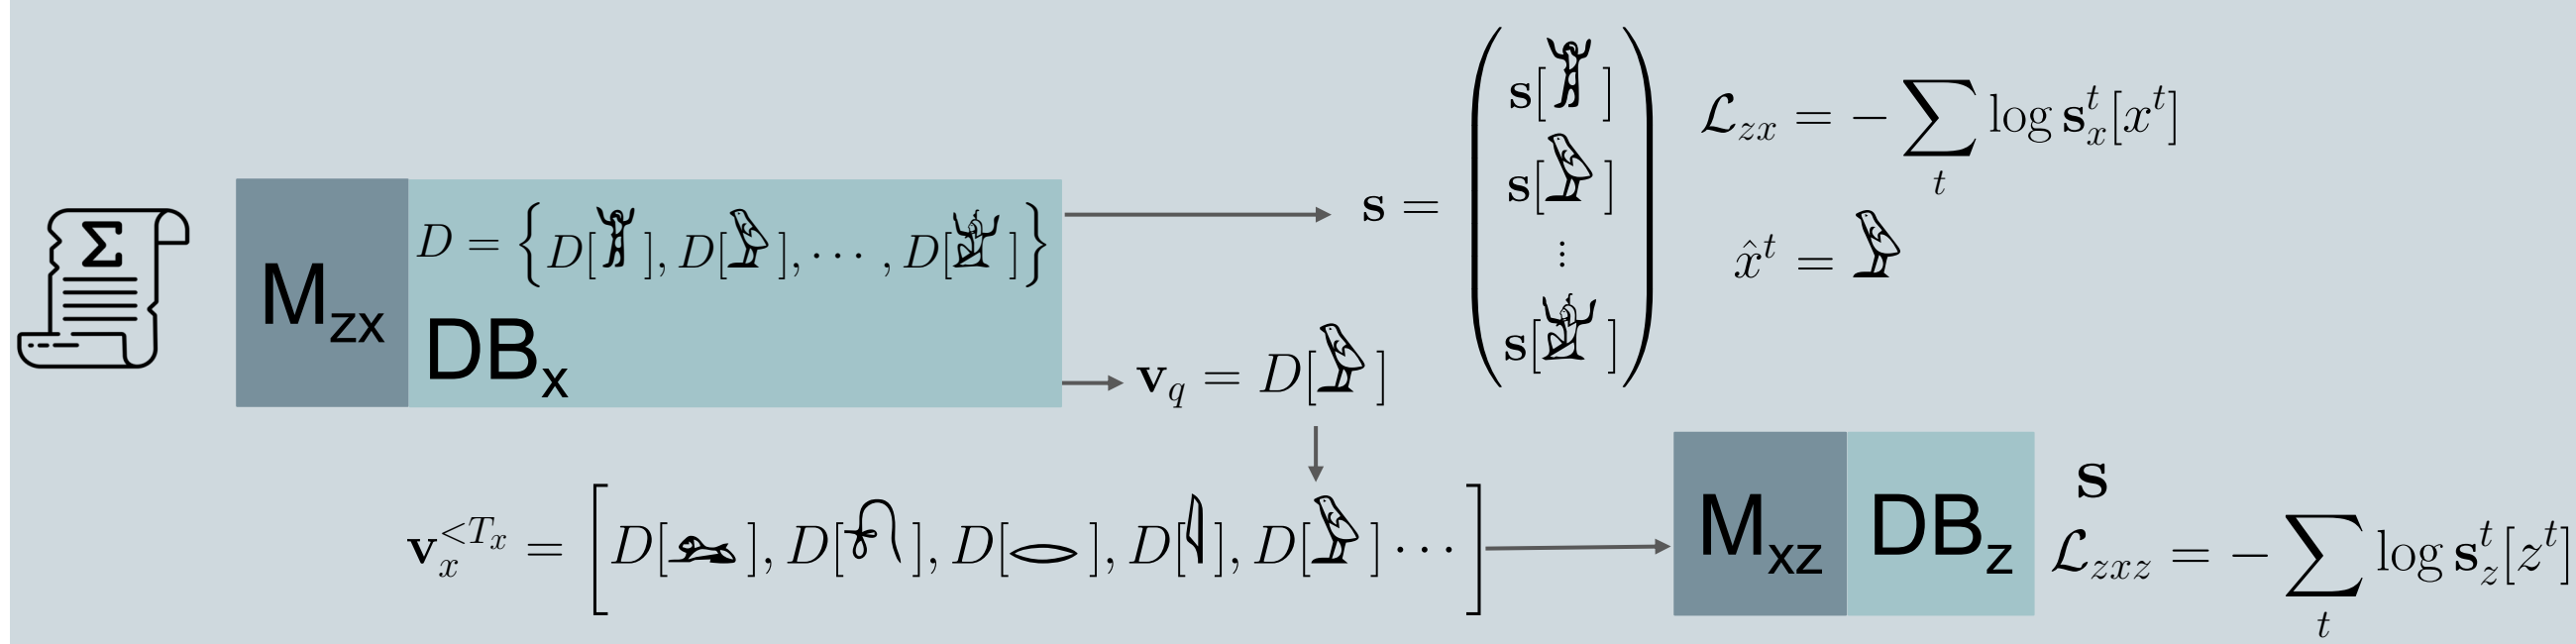 Σ
M_zx
D = { D[𓀠], D[𓄿], ⋯ , D[𓁨] }
DB_x
s = ( s[𓀠]
s[𓄿]
⋮
s[𓁨] )
ℒ_zx = − ∑_t log s_x^t[x^t]
x̂^t = 𓄿
v_q = D[𓄿]
v_x^{<T_x} = [ D[𓃭], D[𓍯], D[𓂋], D[𓇋], D[𓄿] ⋯ ]
M_xz
DB_z
s
ℒ_zxz = − ∑_t log s_z^t[z^t]